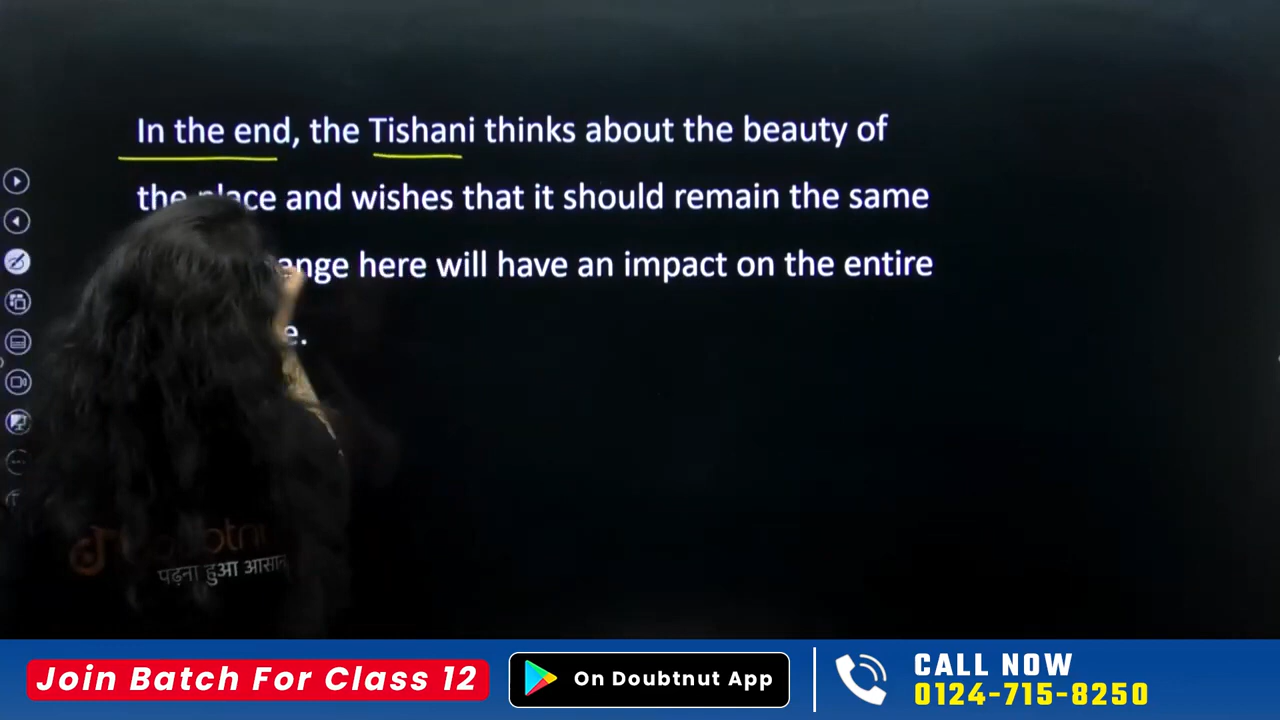 In the end, the Tishani thinks about the beauty of
the place and wishes that it should remain the same
here will have an impact on the entire
पढ़ना हुआ आसान
Join Batch For Class 12
On Doubtnut App
CALL NOW
0124-715-8250